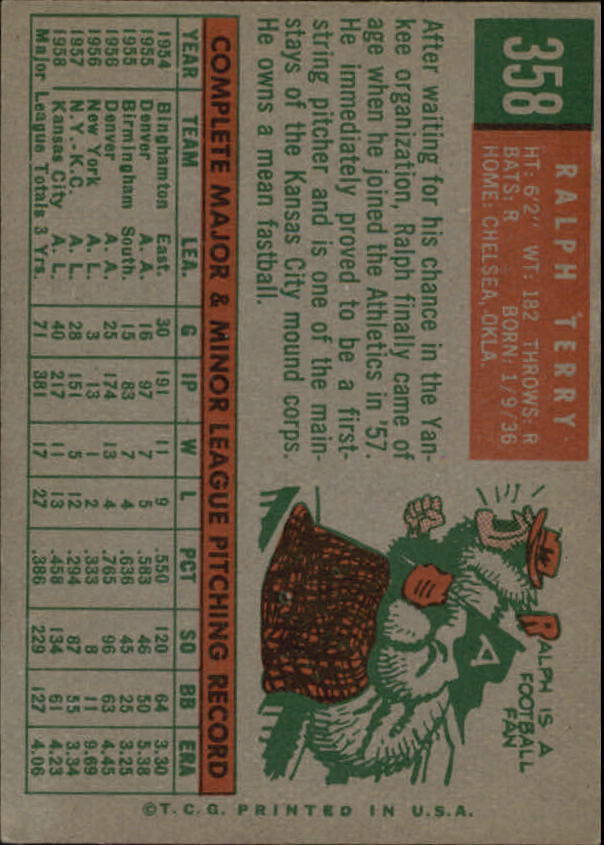 358
RALPH TERRY
HT: 6'2" WT: 182 THROWS: R
BATS: R BORN: 1/9/36
HOME: CHELSEA, OKLA.
After waiting for his chance in the Yan-
kee organization, Ralph finally came of
age when he joined the Athletics in '57.
He immediately proved to be a first-
string pitcher and is one of the main-
stays of the Kansas City mound corps.
He owns a mean fastball.
RALPH IS A
FOOTBALL
FAN
A
COMPLETE MAJOR & MINOR LEAGUE PITCHING RECORD
YEAR TEAM LEA. G IP W L PCT SO BB ERA
1954 Binghamton East. 30 191 11 9 .550 120 64 3.30
1955 Denver A. A. 16 97 7 5 .583 46 50 5.38
1955 Birmingham South. 15 83 7 4 .636 45 25 3.25
1956 Denver A. A. 25 174 13 4 .765 96 63 4.45
1956 New York A. L. 3 13 1 2 .333 8 11 9.69
1957 N.Y.-K.C. A. L. 28 151 5 12 .294 87 55 3.34
1958 Kansas City A. L. 40 217 11 13 .458 134 61 4.23
Major League Totals 3 Yrs. 71 381 17 27 .386 229 127 4.06
©T.C.G. PRINTED IN U.S.A.